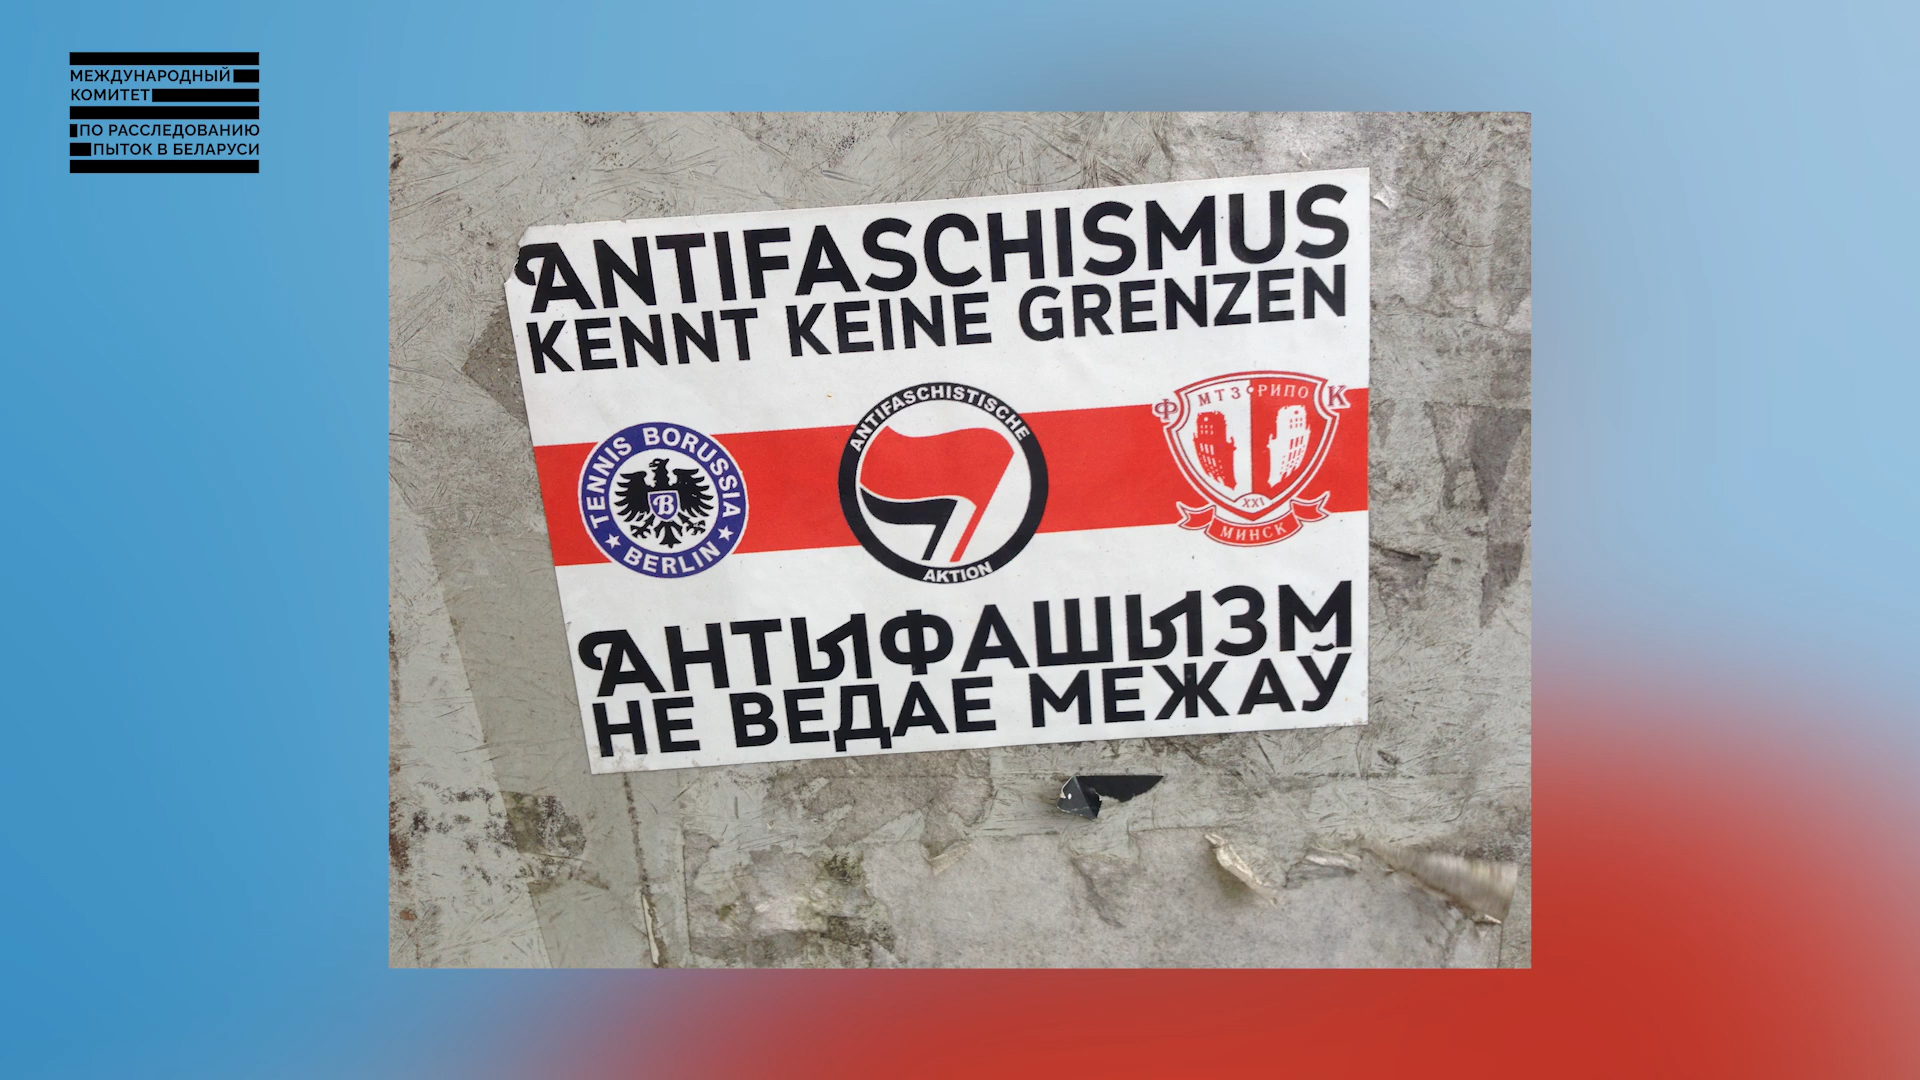 МЕЖДУНАРОДНЫЙ
КОМИТЕТ
ПО РАССЛЕДОВАНИЮ
ПЫТОК В БЕЛАРУСИ
ANTIFASCHISMUS
KENNT KEINE GRENZEN
TENNIS BORUSSIA
B
BERLIN
ANTIFASCHISTISCHE
AKTION
Ф МТЗ РИПО К
XXI
МИНСК
АНТЫФАШЫЗМ
НЕ ВЕДАЕ МЕЖАЎ